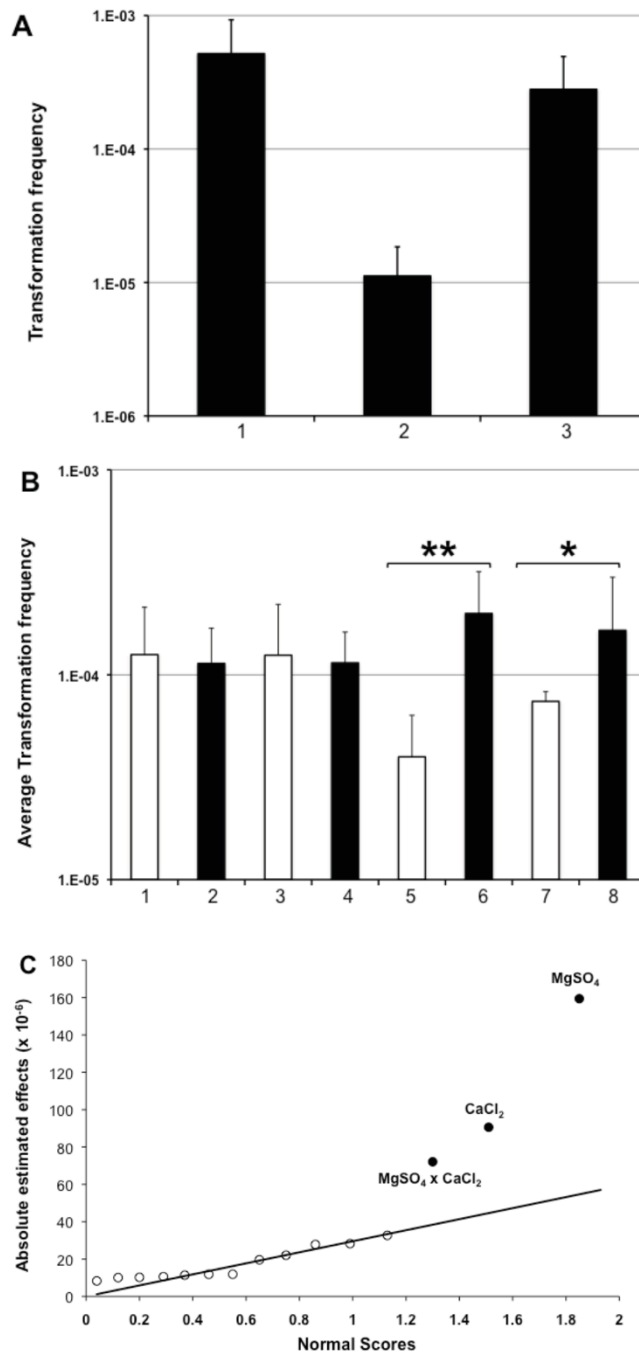 A
Transformation frequency
1.E-03
1.E-04
1.E-05
1.E-06
1 2 3
B
Average Transformation frequency
1.E-03
1.E-04
1.E-05
** *
1 2 3 4 5 6 7 8
C
Absolute estimated effects (x 10⁻⁶)
180
160
140
120
100
80
60
40
20
0
MgSO₄
CaCl₂
MgSO₄ x CaCl₂
0 0.2 0.4 0.6 0.8 1 1.2 1.4 1.6 1.8 2
Normal Scores